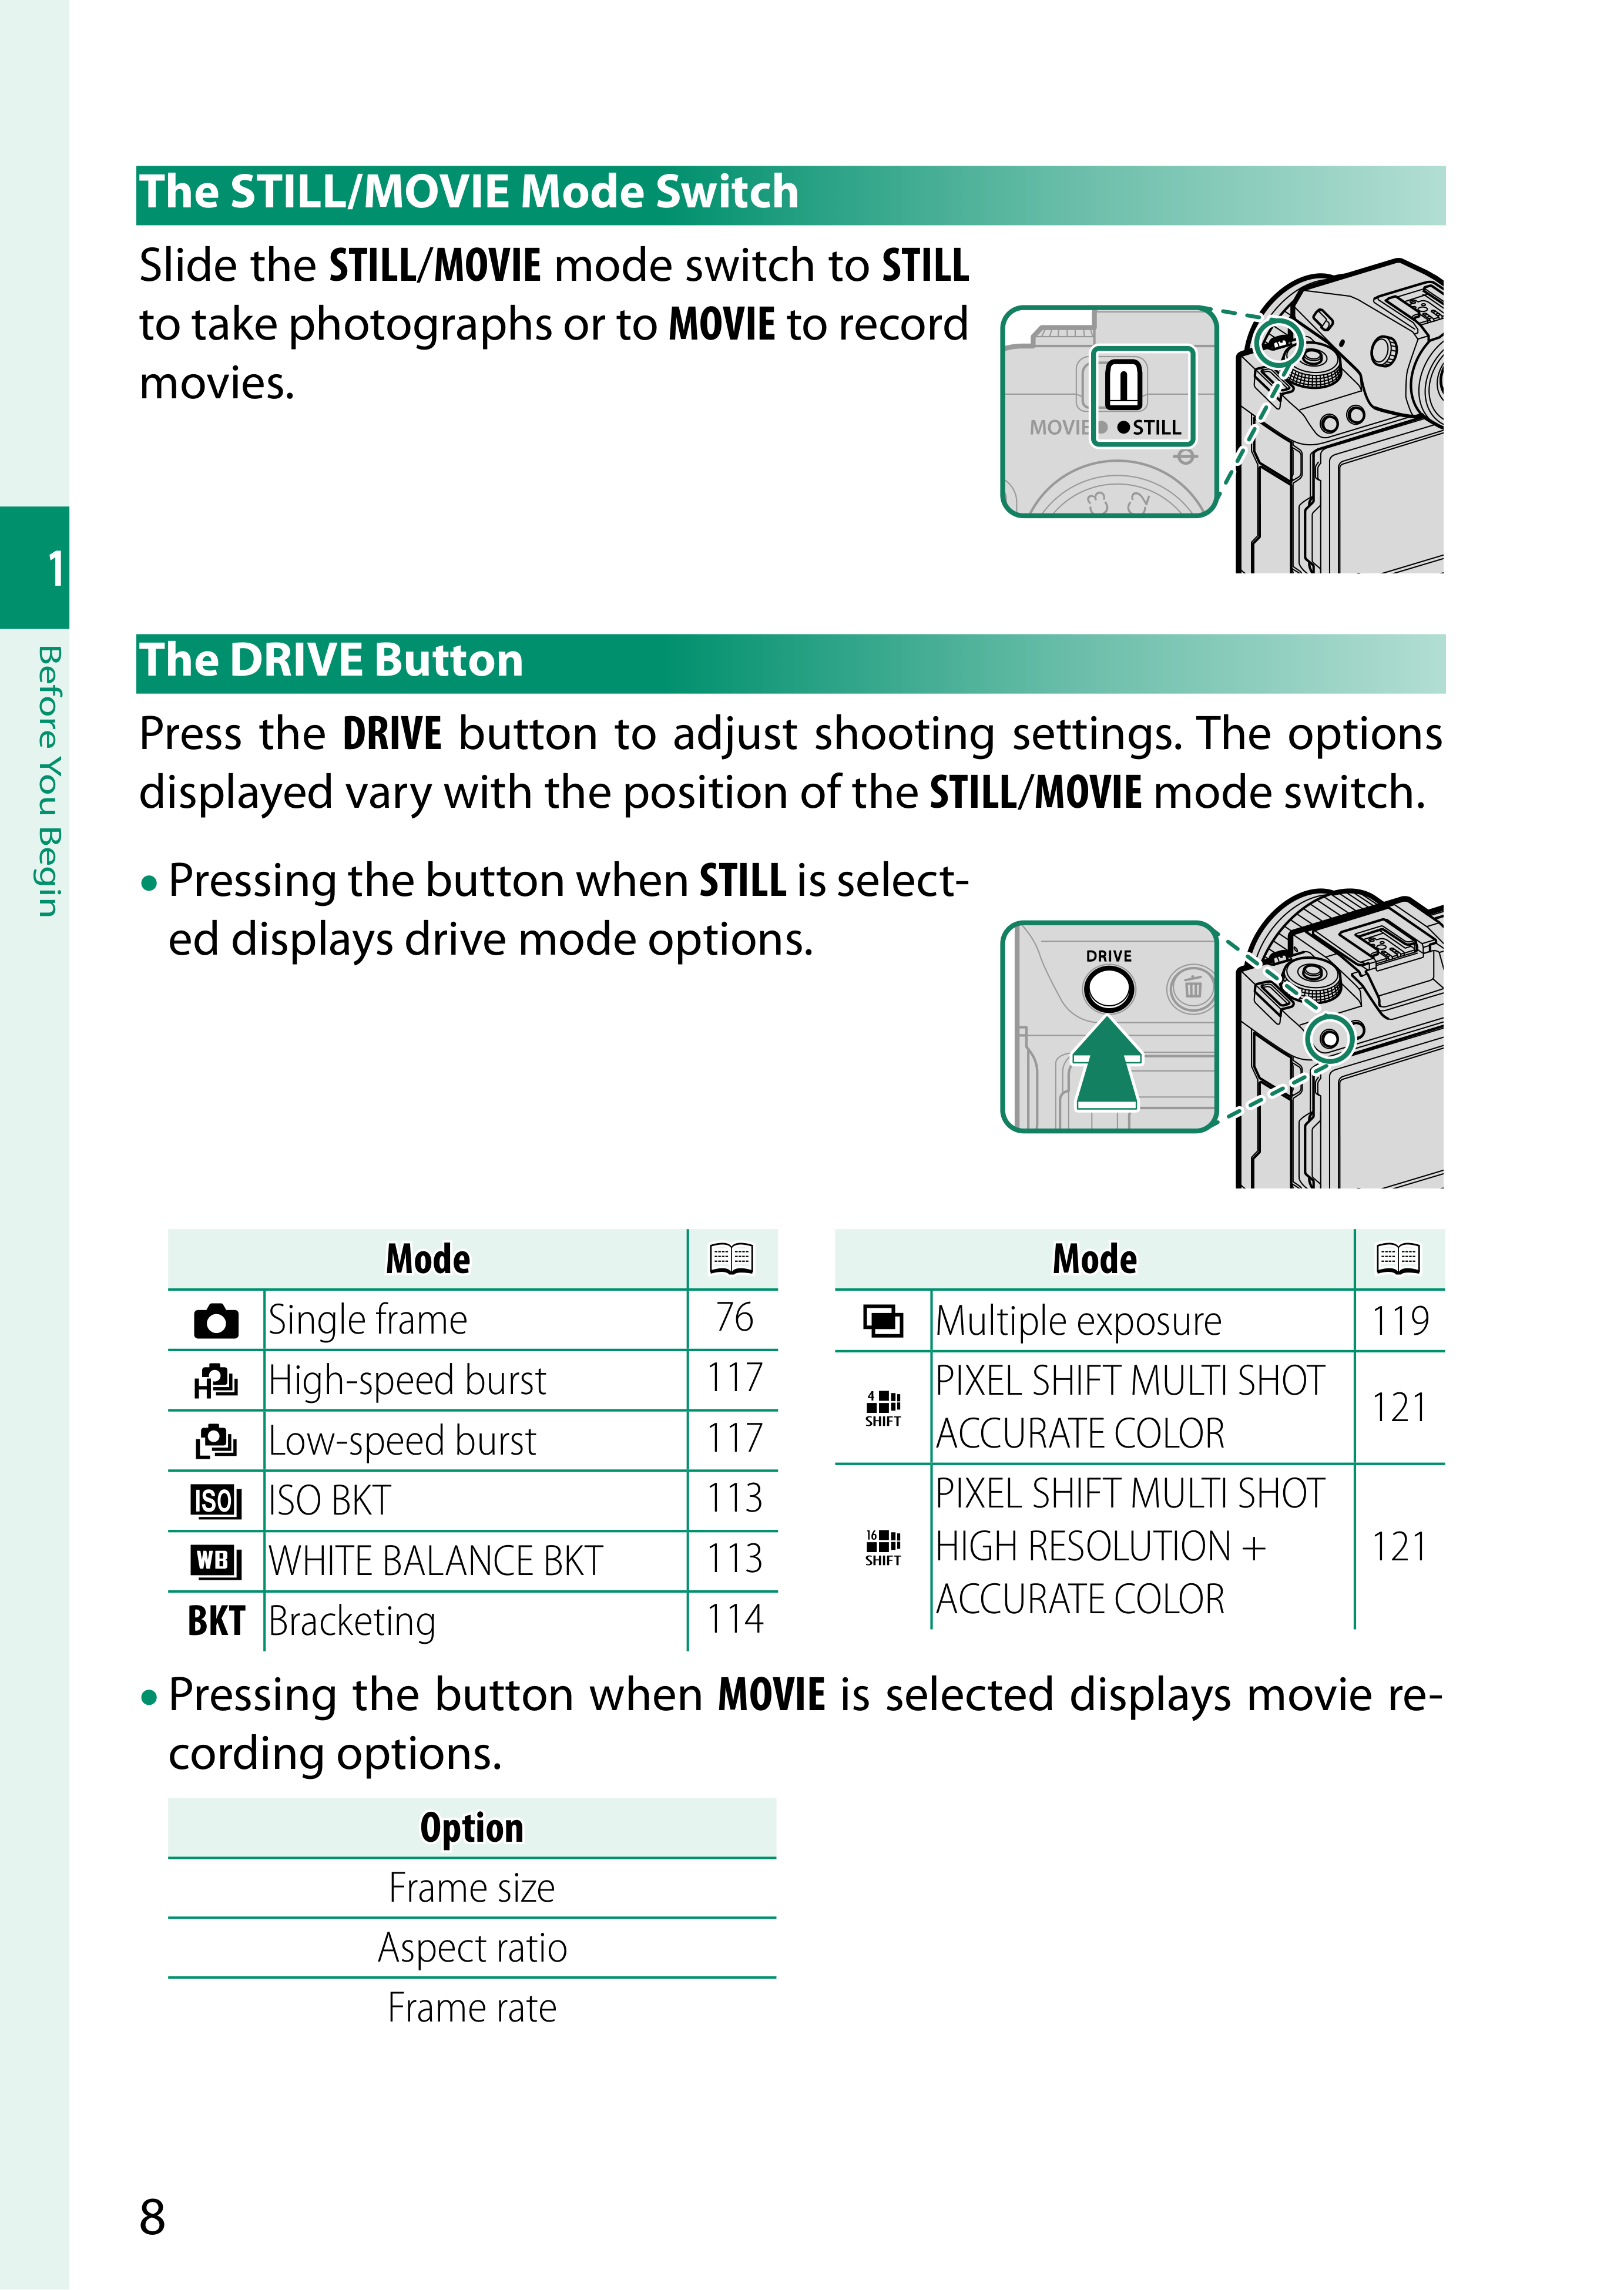 The STILL/MOVIE Mode Switch
Slide the STILL/MOVIE mode switch to STILL
to take photographs or to MOVIE to record
movies.
MOVIE STILL
C3 C2
1
Before You Begin
The DRIVE Button
Press the DRIVE button to adjust shooting settings. The options
displayed vary with the position of the STILL/MOVIE mode switch.
• Pressing the button when STILL is select-
ed displays drive mode options.
DRIVE
Mode
Single frame 76
H High-speed burst 117
L Low-speed burst 117
ISO ISO BKT 113
WB WHITE BALANCE BKT 113
BKT Bracketing 114
Mode
Multiple exposure 119
4 SHIFT
PIXEL SHIFT MULTI SHOT
ACCURATE COLOR
121
16 SHIFT
PIXEL SHIFT MULTI SHOT
HIGH RESOLUTION +
ACCURATE COLOR
121
• Pressing the button when MOVIE is selected displays movie re-
cording options.
Option
Frame size
Aspect ratio
Frame rate
8